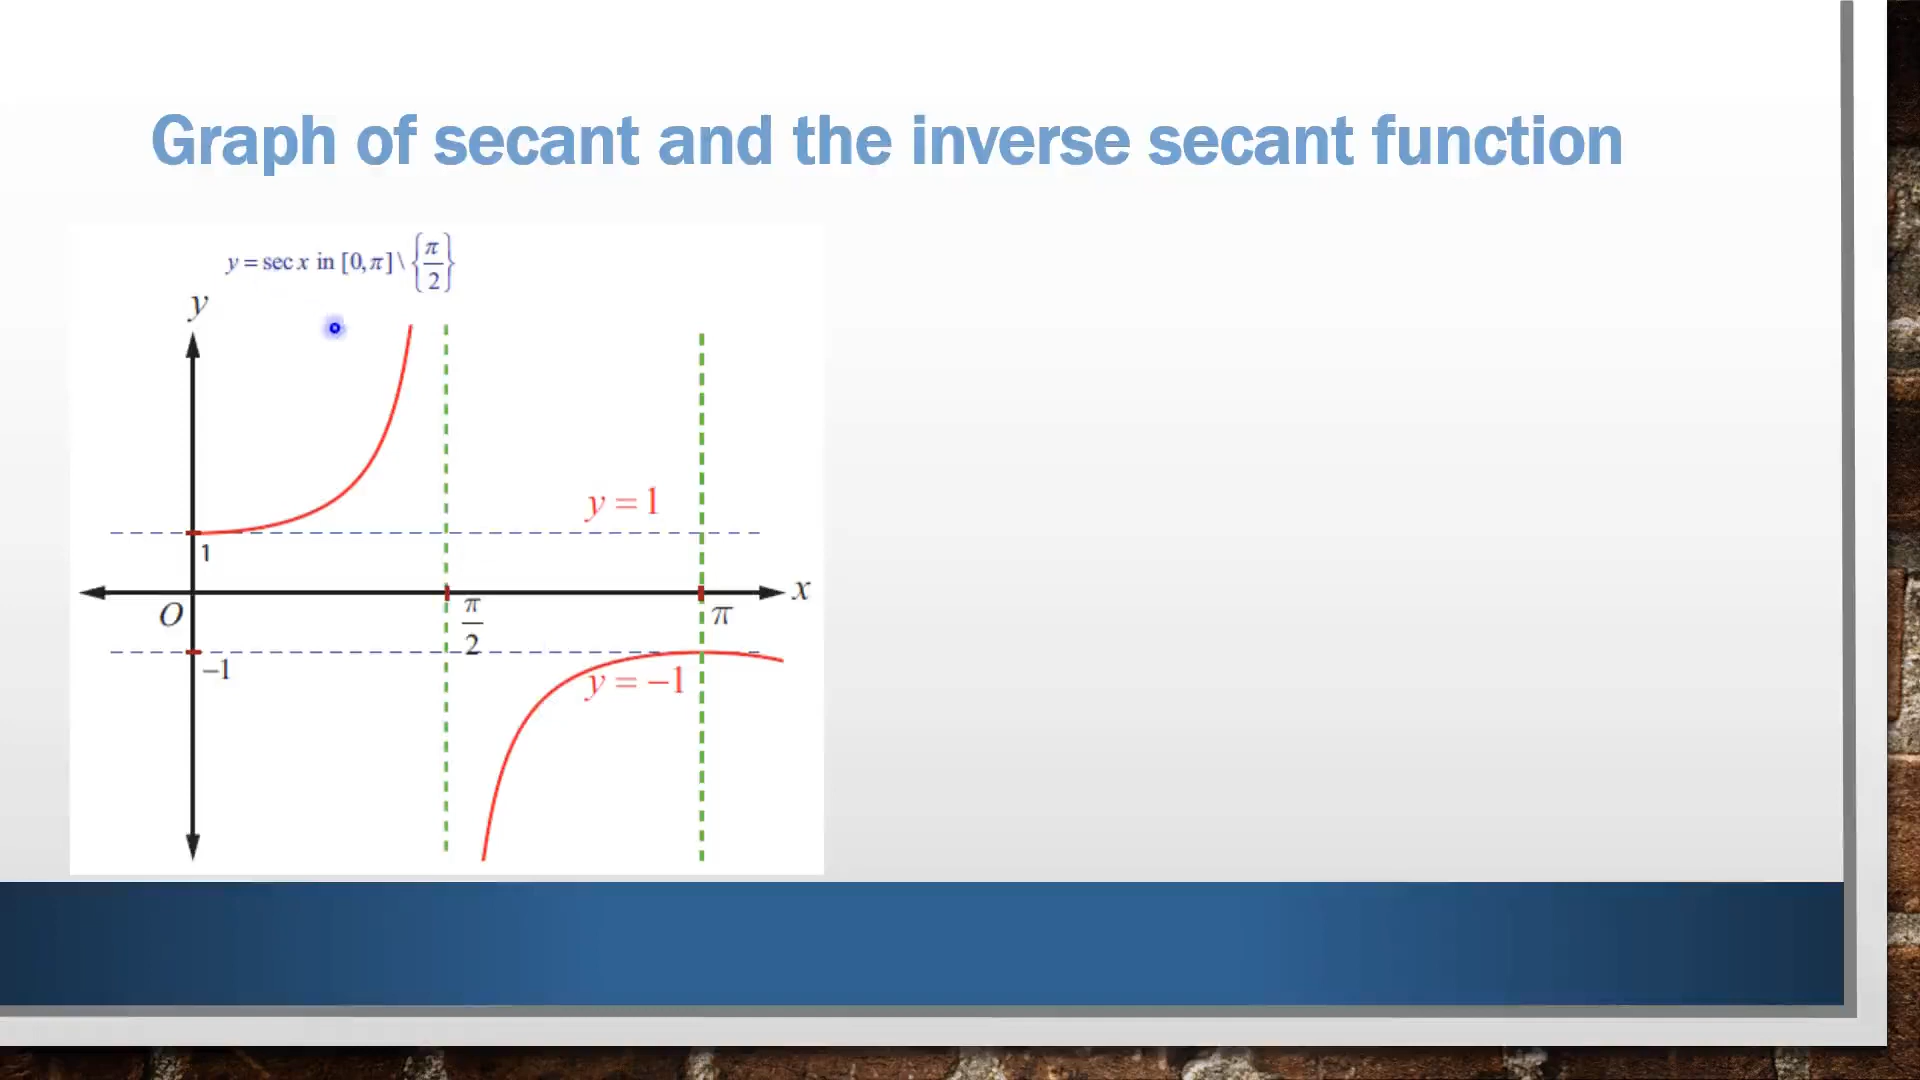 Graph of secant and the inverse secant function
y = sec x in [0, π] \ {π/2}
y
y = 1
1
x
O
π/2
π
-1
y = -1